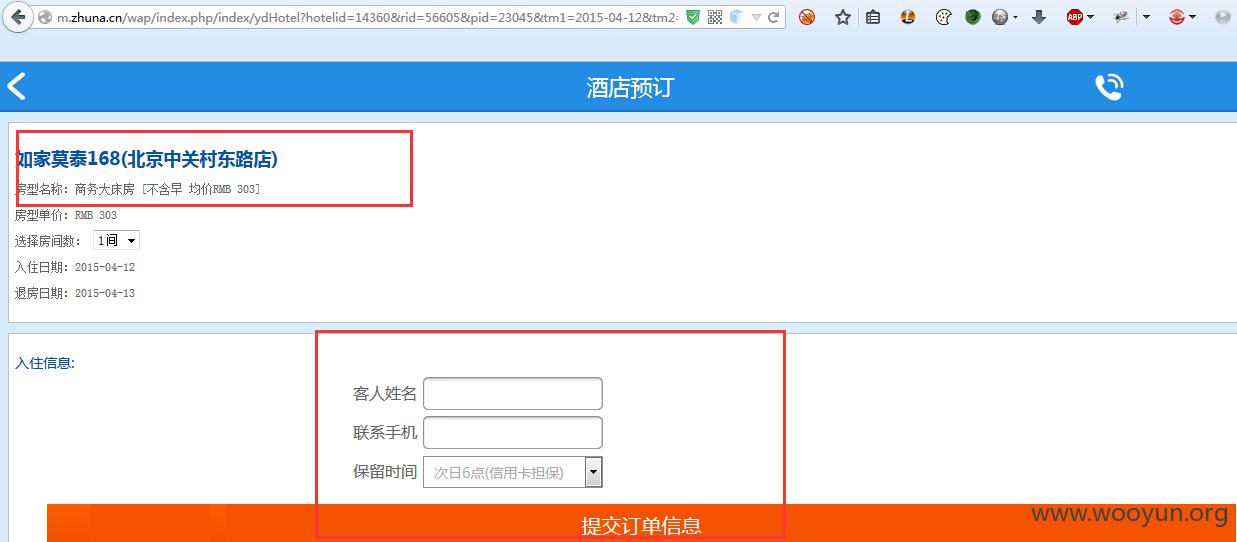 m.zhuna.cn/wap/index.php/index/ydHotel?hotelid=14360&rid=56605&pid=23045&tm1=2015-04-12&tm2=
ABP
酒店预订
如家莫泰168(北京中关村东路店)
房型名称：商务大床房 [不含早 均价RMB 303]
房型单价：RMB 303
选择房间数： 1间
入住日期：2015-04-12
退房日期：2015-04-13
入住信息:
客人姓名
联系手机
保留时间 次日6点(信用卡担保)
提交订单信息
www.wooyun.org